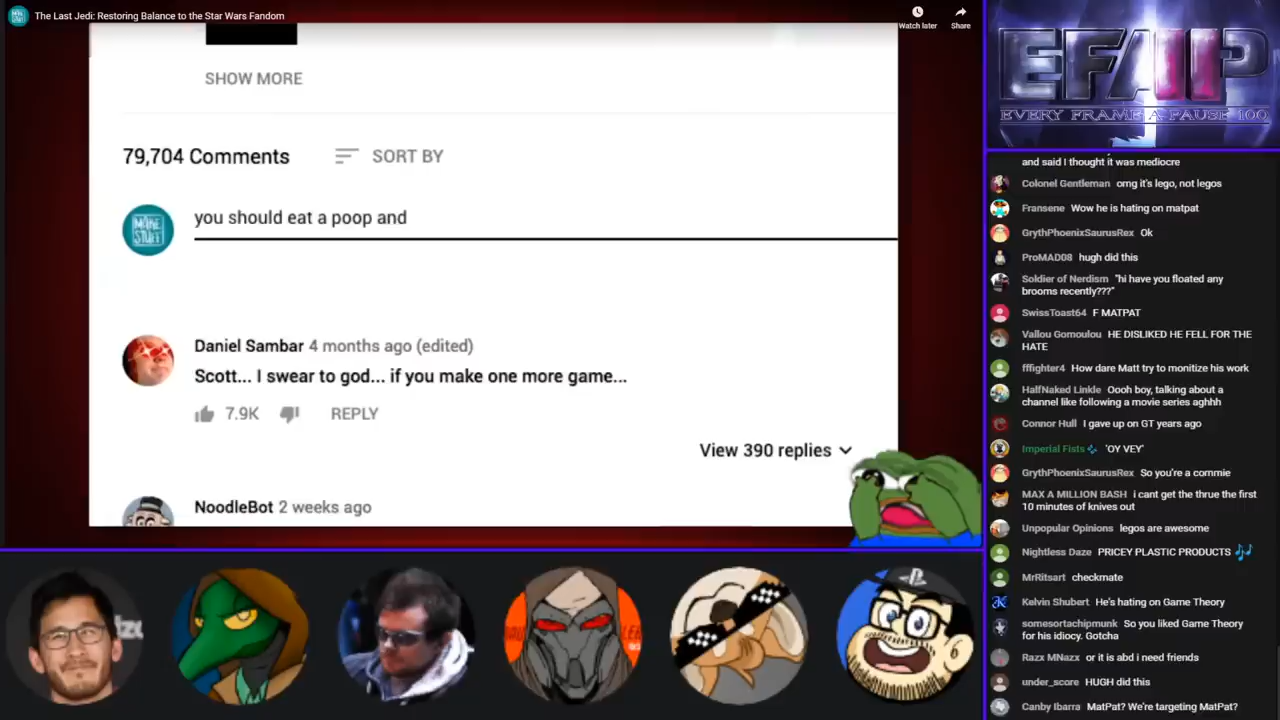 The Last Jedi: Restoring Balance to the Star Wars Fandom
Watch later
Share
SHOW MORE
79,704 Comments
SORT BY
MAKE
STUFF
you should eat a poop and
Daniel Sambar 4 months ago (edited)
Scott... I swear to god... if you make one more game...
7.9K
REPLY
View 390 replies
NoodleBot 2 weeks ago
EFAP
EVERY FRAME A PAUSE 100
and said I thought it was mediocre
Colonel Gentleman omg it's lego, not legos
Fransene Wow he is hating on matpat
GrythPhoenixSaurusRex Ok
ProMAD08 hugh did this
Soldier of Nerdism "hi have you floated any
brooms recently???"
SwissToast64 F MATPAT
Vallou Gomoulou HE DISLIKED HE FELL FOR THE
HATE
fffighter4 How dare Matt try to monitize his work
HalfNaked Linkle Oooh boy, talking about a
channel like following a movie series aghhh
Connor Hull I gave up on GT years ago
Imperial Fists 'OY VEY'
GrythPhoenixSaurusRex So you're a commie
MAX A MILLION BASH i cant get the thrue the first
10 minutes of knives out
Unpopular Opinions legos are awesome
Nightless Daze PRICEY PLASTIC PRODUCTS
MrRitsart checkmate
Kelvin Shubert He's hating on Game Theory
somesortachipmunk So you liked Game Theory
for his idiocy. Gotcha
Razx MNazx or it is abd i need friends
under_score HUGH did this
Canby Ibarra MatPat? We're targeting MatPat?